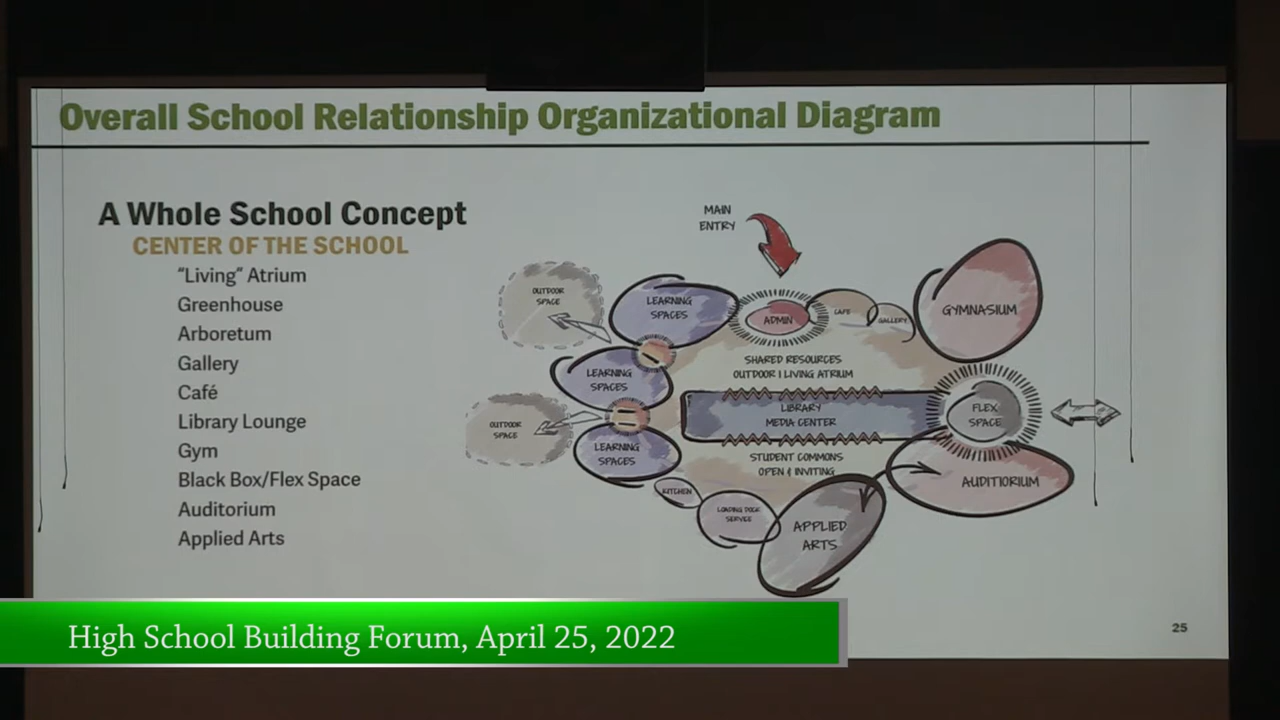 Overall School Relationship Organizational Diagram
A Whole School Concept
CENTER OF THE SCHOOL
"Living" Atrium
Greenhouse
Arboretum
Gallery
Café
Library Lounge
Gym
Black Box/Flex Space
Auditorium
Applied Arts
MAIN
ENTRY
OUTDOOR
SPACE
LEARNING
SPACES
ADMIN
CAFE
GALLERY
GYMNASIUM
SHARED RESOURCES
OUTDOOR | LIVING ATRIUM
LEARNING
SPACES
LIBRARY
MEDIA CENTER
FLEX
SPACE
OUTDOOR
SPACE
LEARNING
SPACES
STUDENT COMMONS
OPEN & INVITING
AUDITIORIUM
KITCHEN
LOADING DOCK
SERVICE
APPLIED
ARTS
25
High School Building Forum, April 25, 2022